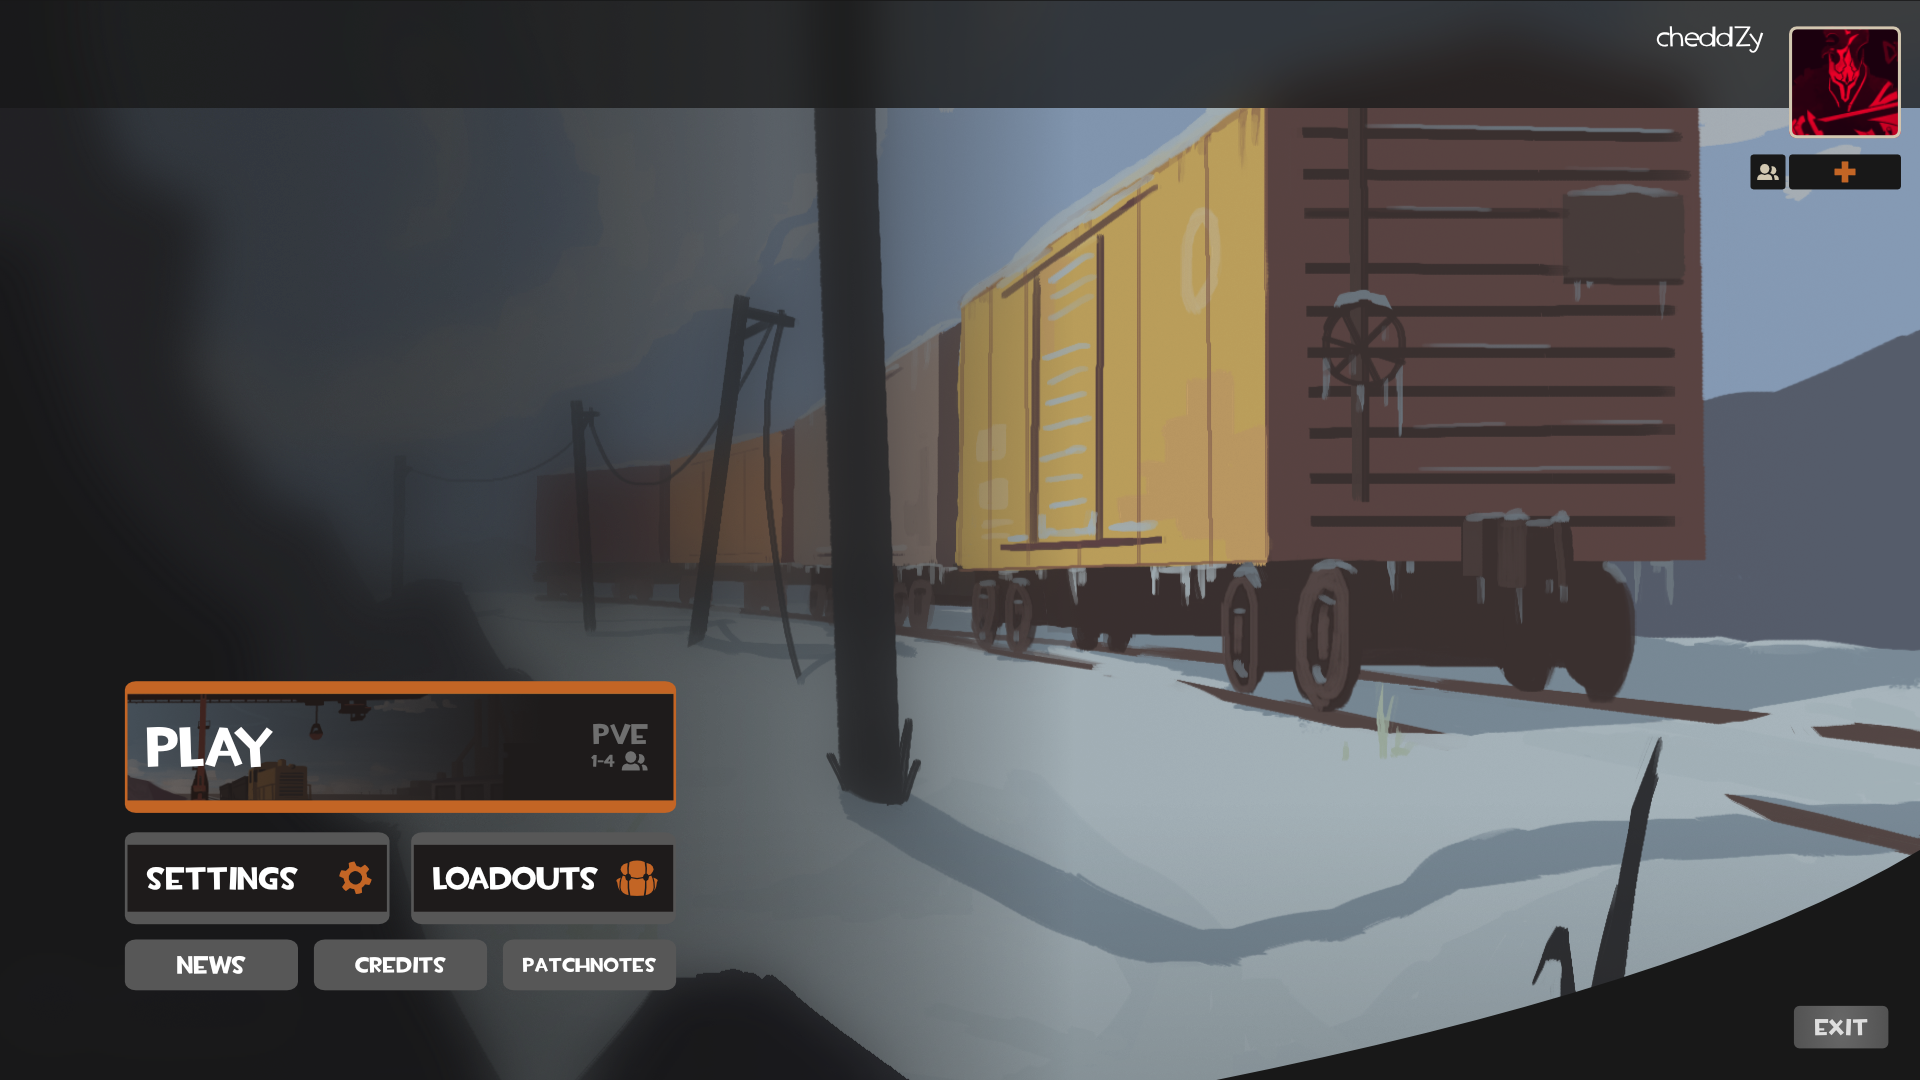 cheddZy
PLAY
PVE
1-4
SETTINGS
LOADOUTS
NEWS
CREDITS
PATCHNOTES
EXIT